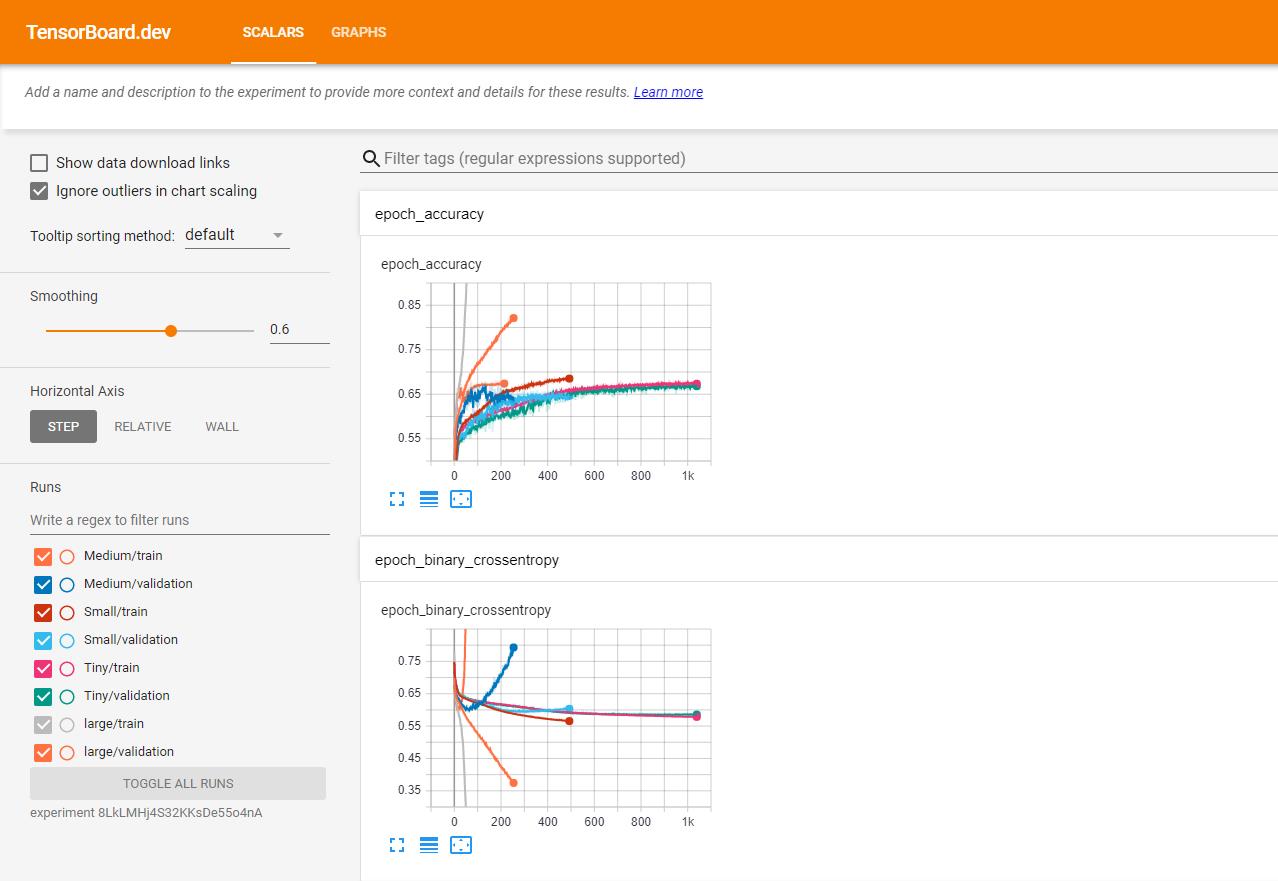 TensorBoard.dev SCALARS GRAPHS
Add a name and description to the experiment to provide more context and details for these results. Learn more
Show data download links
Ignore outliers in chart scaling
Tooltip sorting method: default
Smoothing
0.6
Horizontal Axis
STEP RELATIVE WALL
Runs
Write a regex to filter runs
Medium/train
Medium/validation
Small/train
Small/validation
Tiny/train
Tiny/validation
large/train
large/validation
TOGGLE ALL RUNS
experiment 8LkLMHj4S32KKsDe55o4nA
Filter tags (regular expressions supported)
epoch_accuracy
epoch_accuracy
0.85
0.75
0.65
0.55
0 200 400 600 800 1k
epoch_binary_crossentropy
epoch_binary_crossentropy
0.75
0.65
0.55
0.45
0.35
0 200 400 600 800 1k